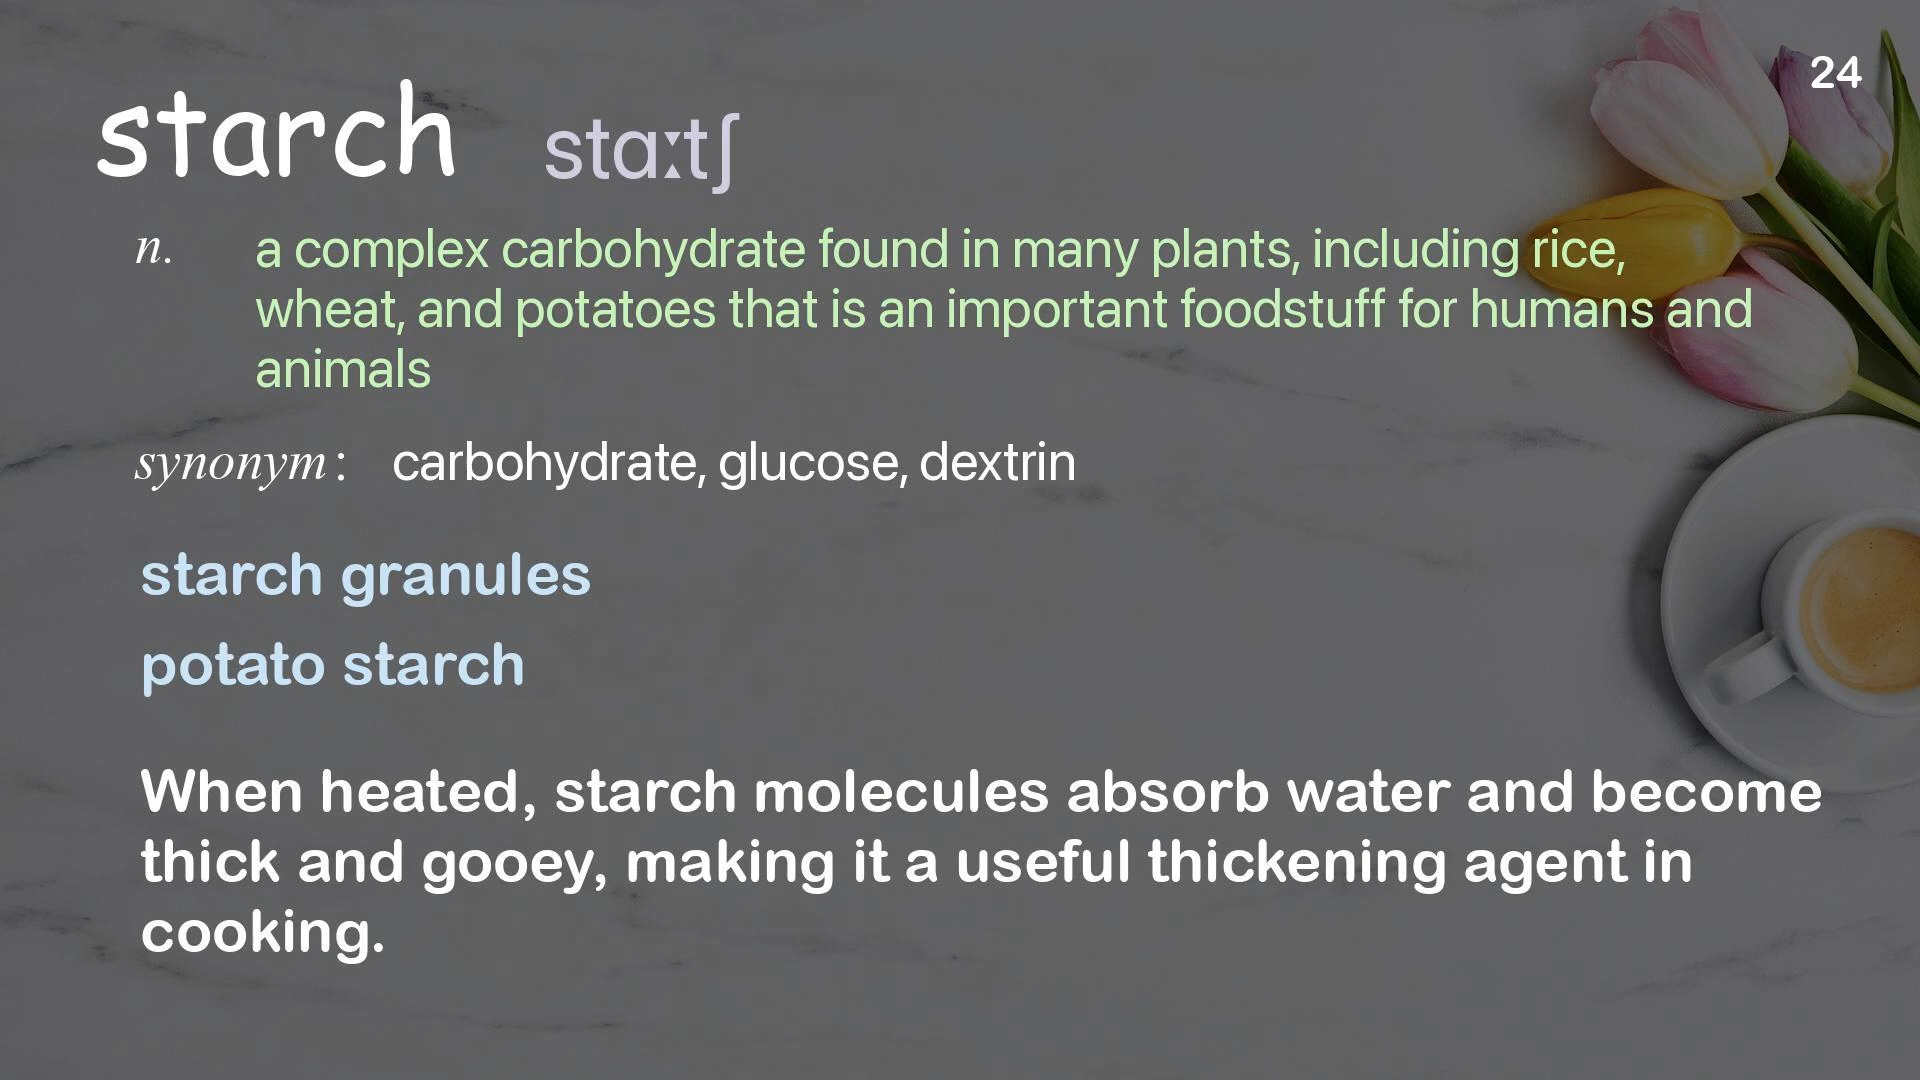 24
starch stɑːtʃ
n. a complex carbohydrate found in many plants, including rice,
wheat, and potatoes that is an important foodstuff for humans and
animals
synonym : carbohydrate, glucose, dextrin
starch granules
potato starch
When heated, starch molecules absorb water and become
thick and gooey, making it a useful thickening agent in
cooking.